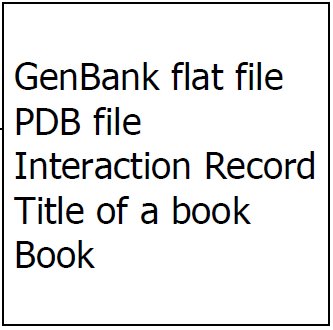 GenBank flat file
PDB file
Interaction Record
Title of a book
Book